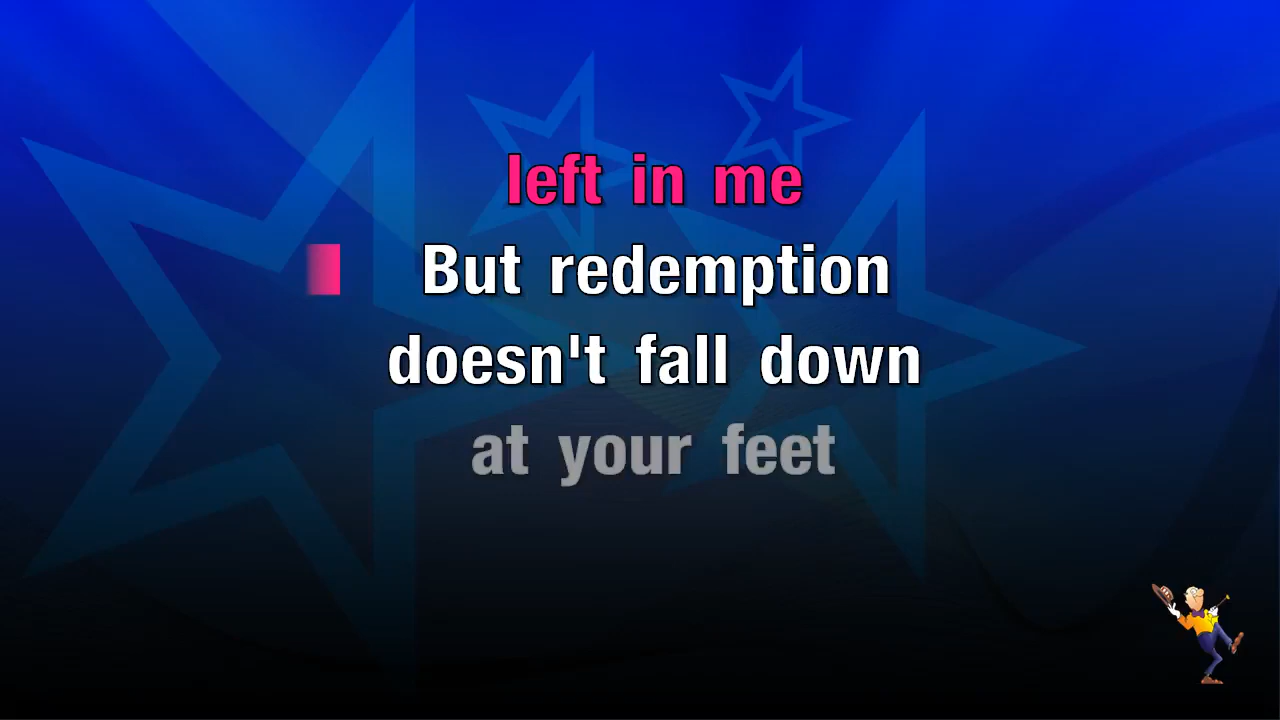 left in me
But redemption
doesn't fall down
at your feet